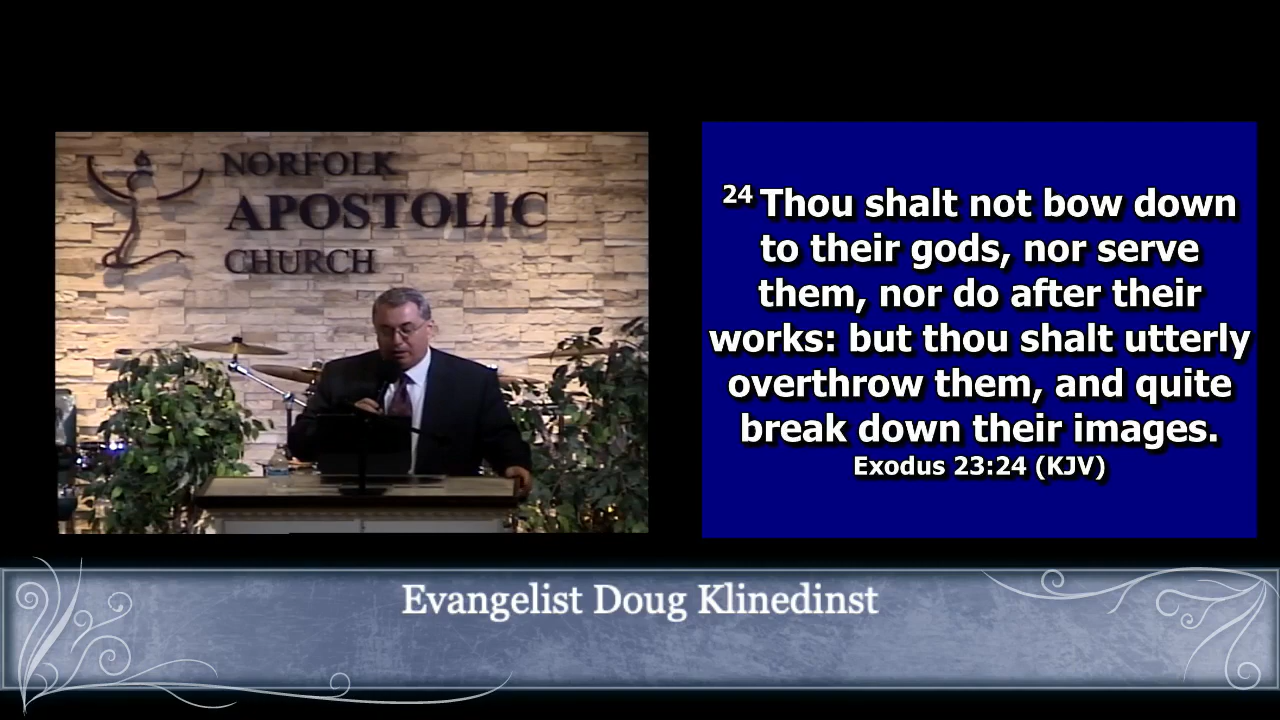 NORFOLK
APOSTOLIC
CHURCH
24 Thou shalt not bow down
to their gods, nor serve
them, nor do after their
works: but thou shalt utterly
overthrow them, and quite
break down their images.
Exodus 23:24 (KJV)
Evangelist Doug Klinedinst